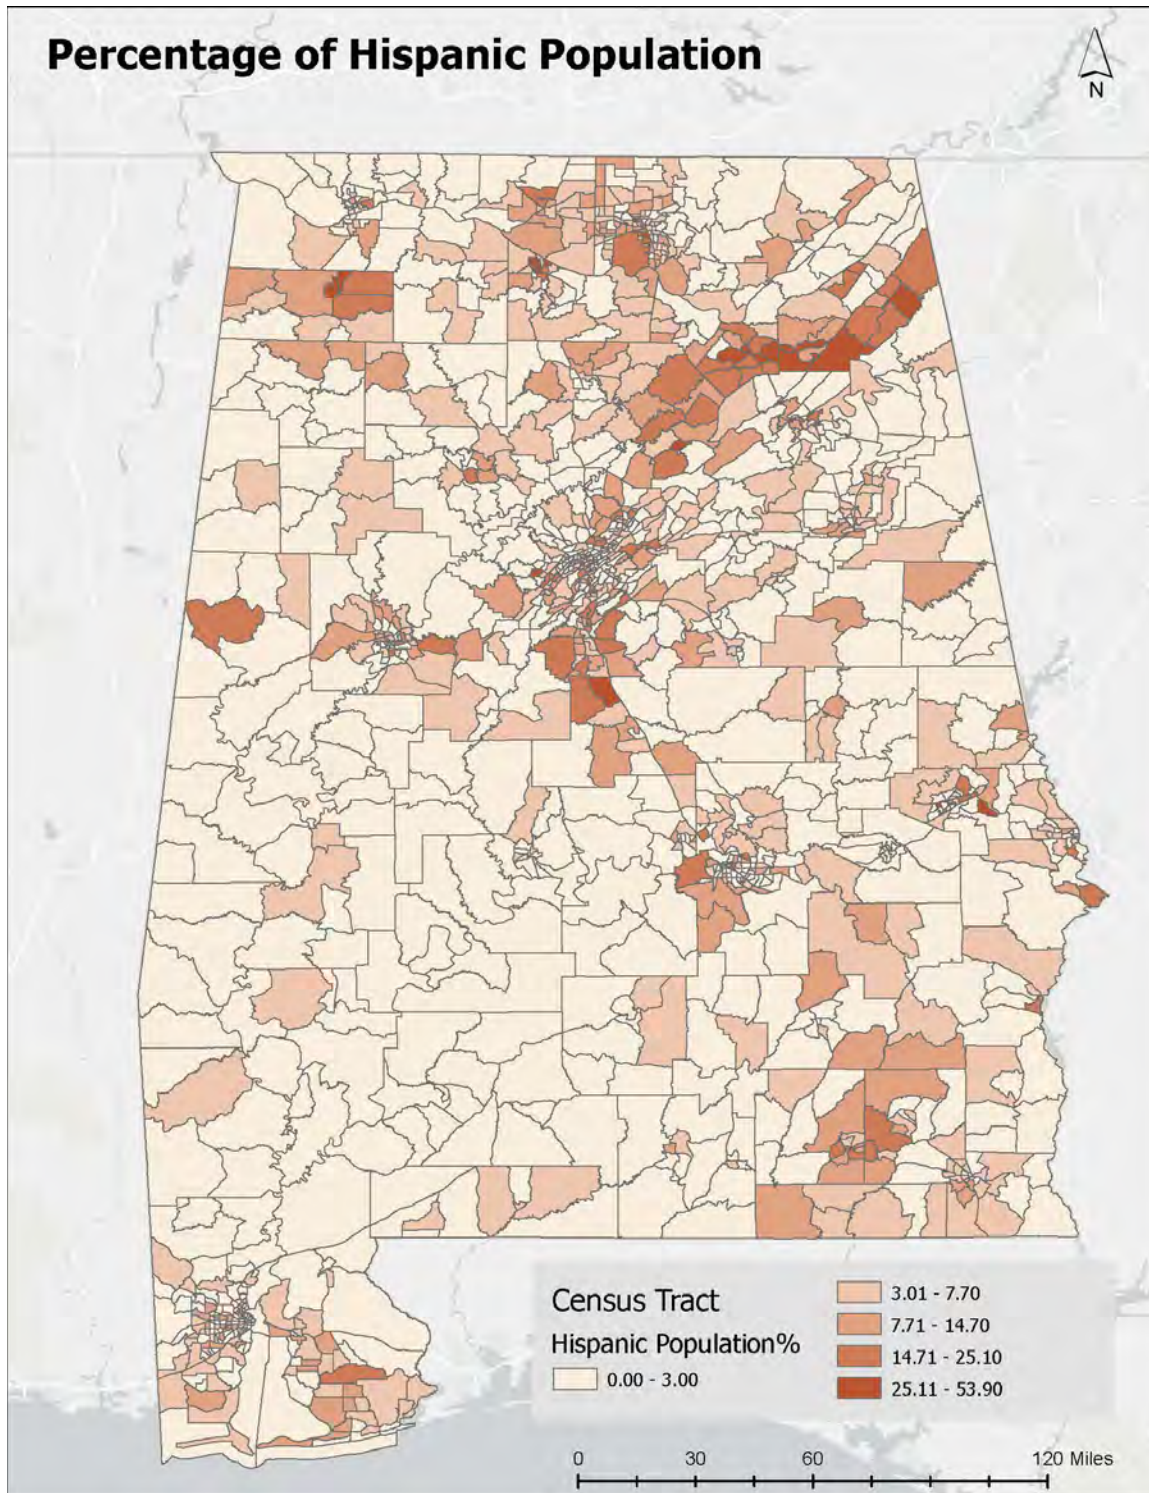 Percentage of Hispanic Population
N
Census Tract
Hispanic Population%
0.00 - 3.00
3.01 - 7.70
7.71 - 14.70
14.71 - 25.10
25.11 - 53.90
0 30 60 120 Miles